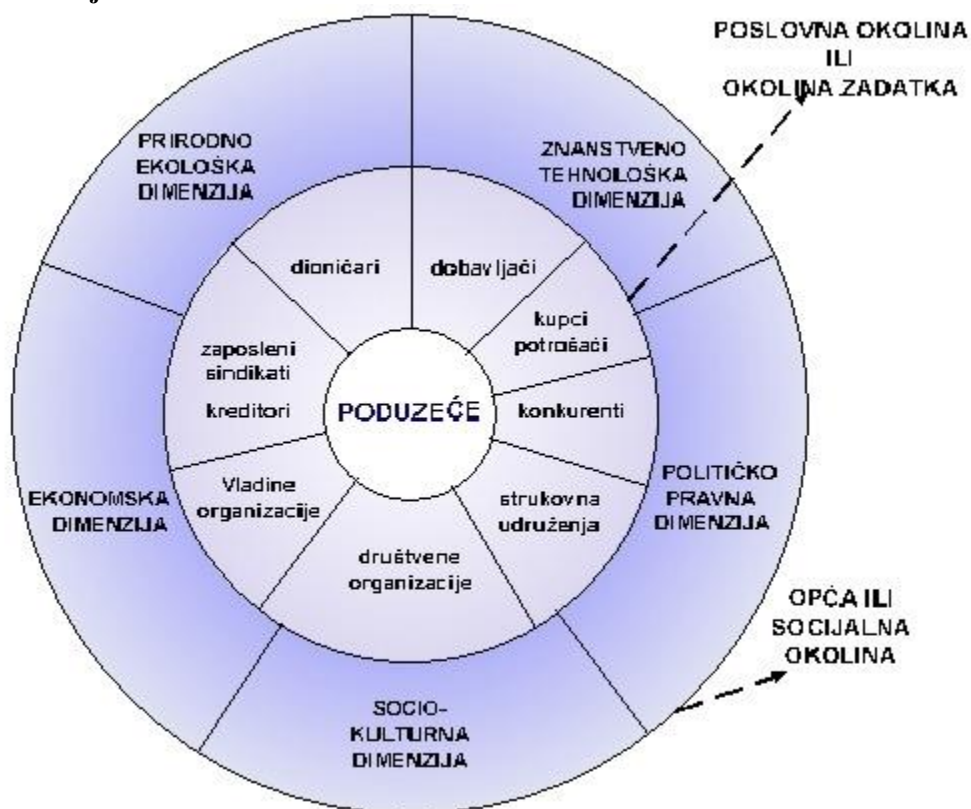 POSLOVNA OKOLINA
ILI
OKOLINA ZADATKA
PRIRODNO
EKOLOŠKA
DIMENZIJA
ZNANSTVENO
TEHNOLOŠKA
DIMENZIJA
dioničari
dobavljači
kupci
potrošači
zaposleni
sindikati
kreditori
PODUZEĆE
konkurenti
Vladine
organizacije
strukovna
udruženja
društvene
organizacije
EKONOMSKA
DIMENZIJA
POLITIČKO
PRAVNA
DIMENZIJA
OPĆA ILI
SOCIJALNA
OKOLINA
SOCIO-
KULTURNA
DIMENZIJA